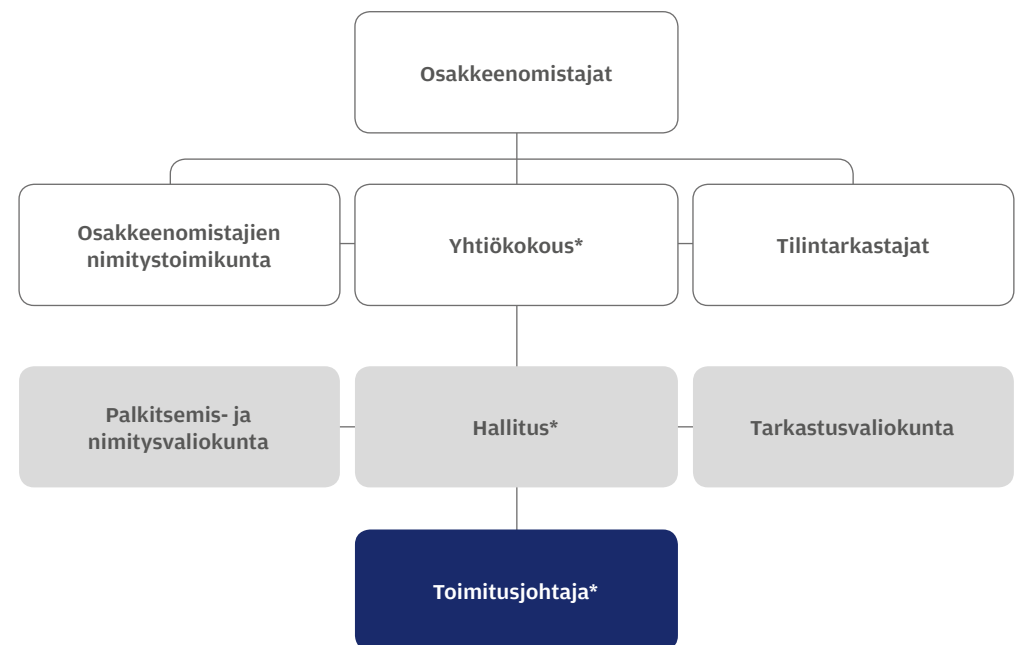 Osakkeenomistajat
Osakkeenomistajien
nimitystoimikunta
Yhtiökokous*
Tilintarkastajat
Palkitsemis- ja
nimitysvaliokunta
Hallitus*
Tarkastusvaliokunta
Toimitusjohtaja*